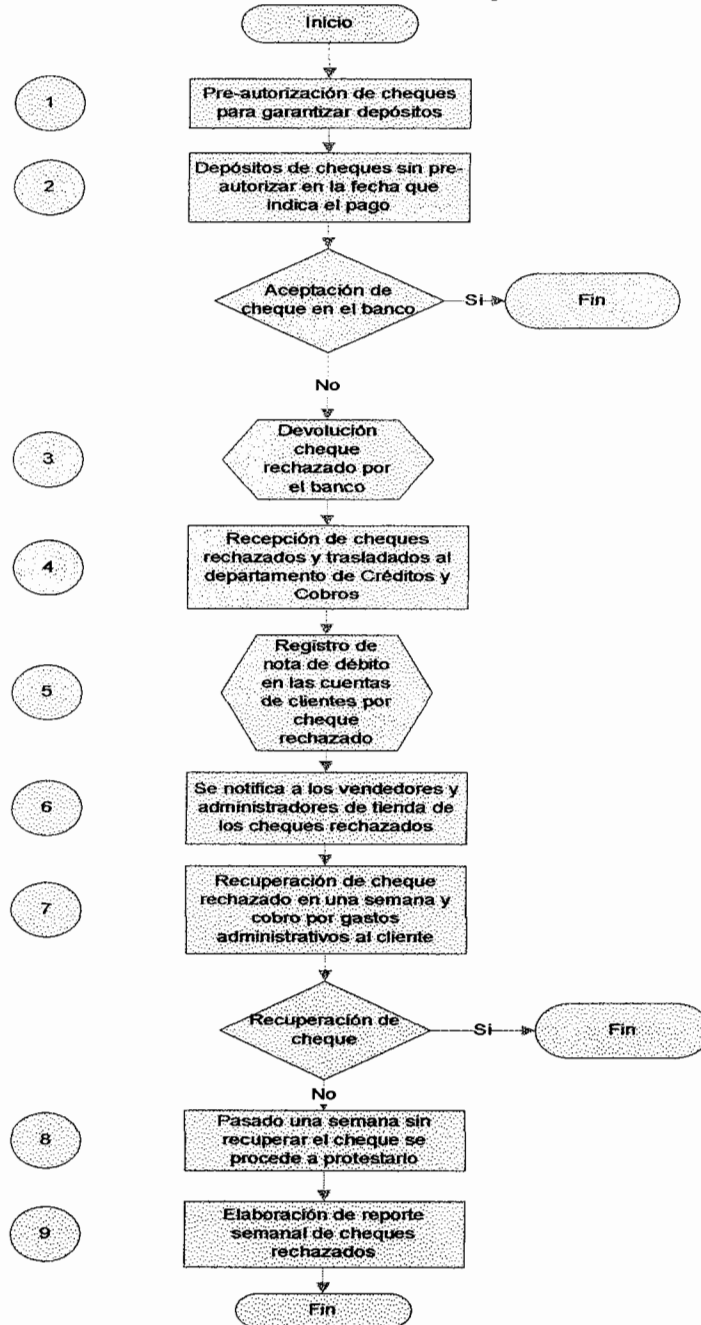 Inicio
1
Pre-autorización de cheques
para garantizar depósitos
2
Depósitos de cheques sin pre-
autorizar en la fecha que
indica el pago
Aceptación de
cheque en el banco
Si
Fin
No
3
Devolución
cheque
rechazado por
el banco
4
Recepción de cheques
rechazados y trasladados al
departamento de Créditos y
Cobros
5
Registro de
nota de débito
en las cuentas
de clientes por
cheque
rechazado
6
Se notifica a los vendedores y
administradores de tienda de
los cheques rechazados
7
Recuperación de cheque
rechazado en una semana y
cobro por gastos
administrativos al cliente
Recuperación de
cheque
Si
Fin
No
8
Pasado una semana sin
recuperar el cheque se
procede a protestarlo
9
Elaboración de reporte
semanal de cheques
rechazados
Fin